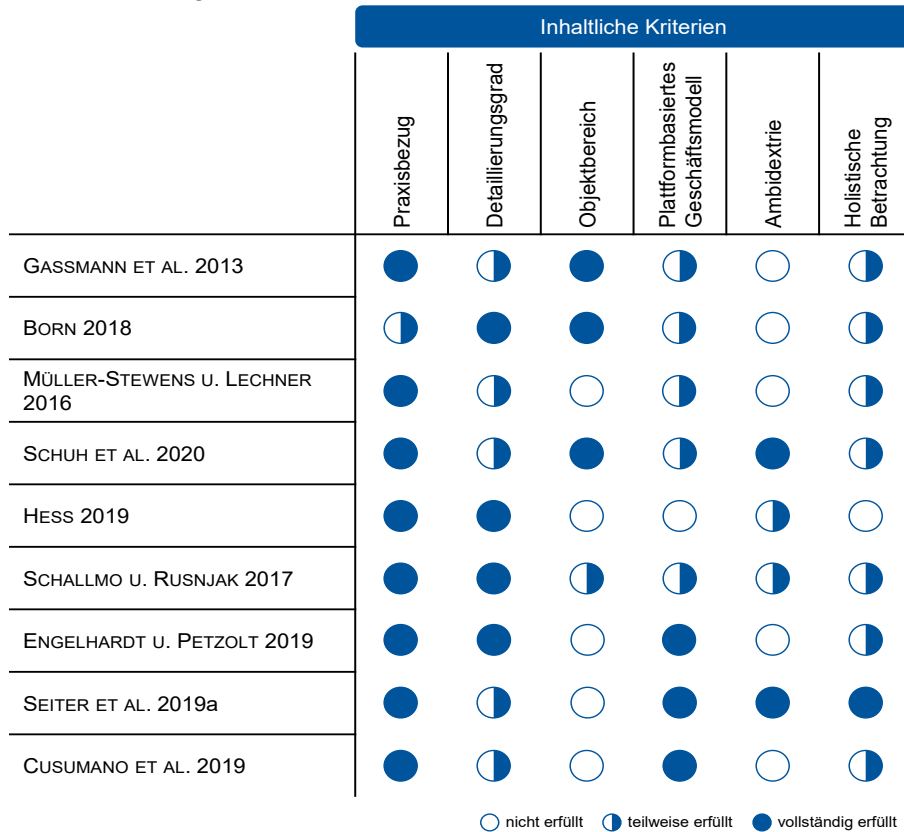 Inhaltliche Kriterien
Praxisbezug
Detaillierungsgrad
Objektbereich
Plattformbasiertes
Geschäftsmodell
Ambidextrie
Holistische
Betrachtung
GASSMANN ET AL. 2013
BORN 2018
MÜLLER-STEWENS U. LECHNER
2016
SCHUH ET AL. 2020
HESS 2019
SCHALLMO U. RUSNJAK 2017
ENGELHARDT U. PETZOLT 2019
SEITER ET AL. 2019a
CUSUMANO ET AL. 2019
nicht erfüllt teilweise erfüllt vollständig erfüllt